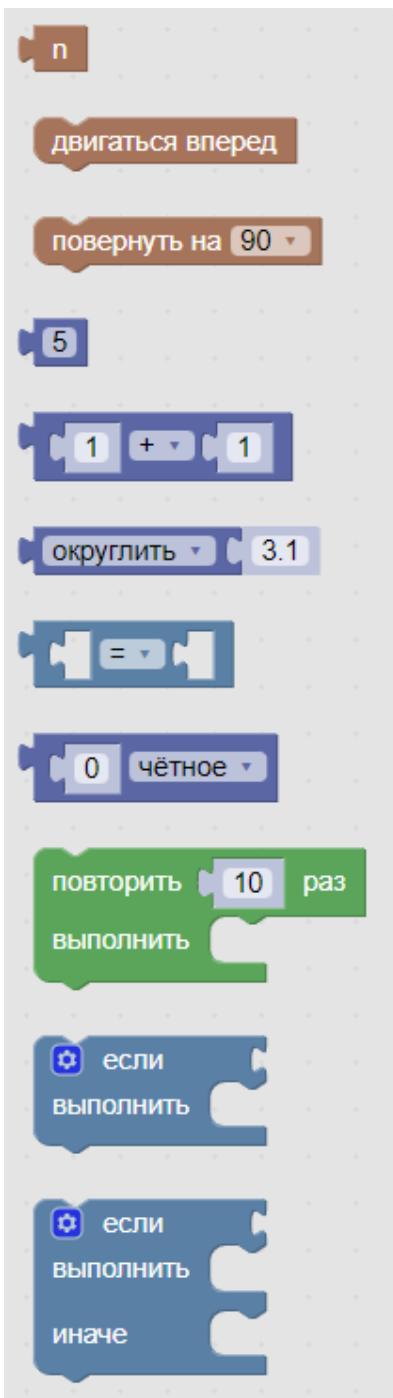 n
двигаться вперед
повернуть на 90
5
1 + 1
округлить 3.1
=
0 чётное
повторить 10 раз
выполнить
если
выполнить
если
выполнить
иначе